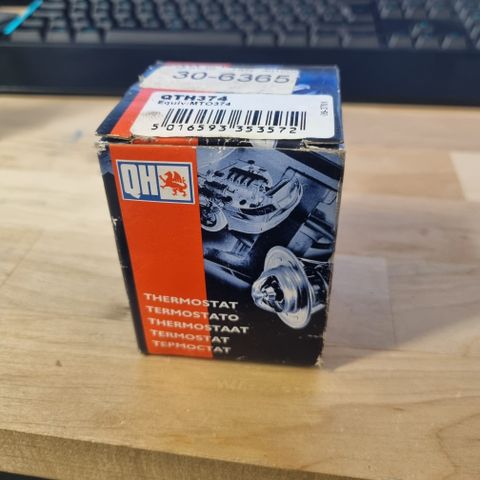 30-6365
QTH374
Equiv:MTO374
5 016593 353572
QH
THERMOSTAT
TERMOSTATO
THERMOSTAAT
TERMOSTAT
ТЕРМОСТАТ